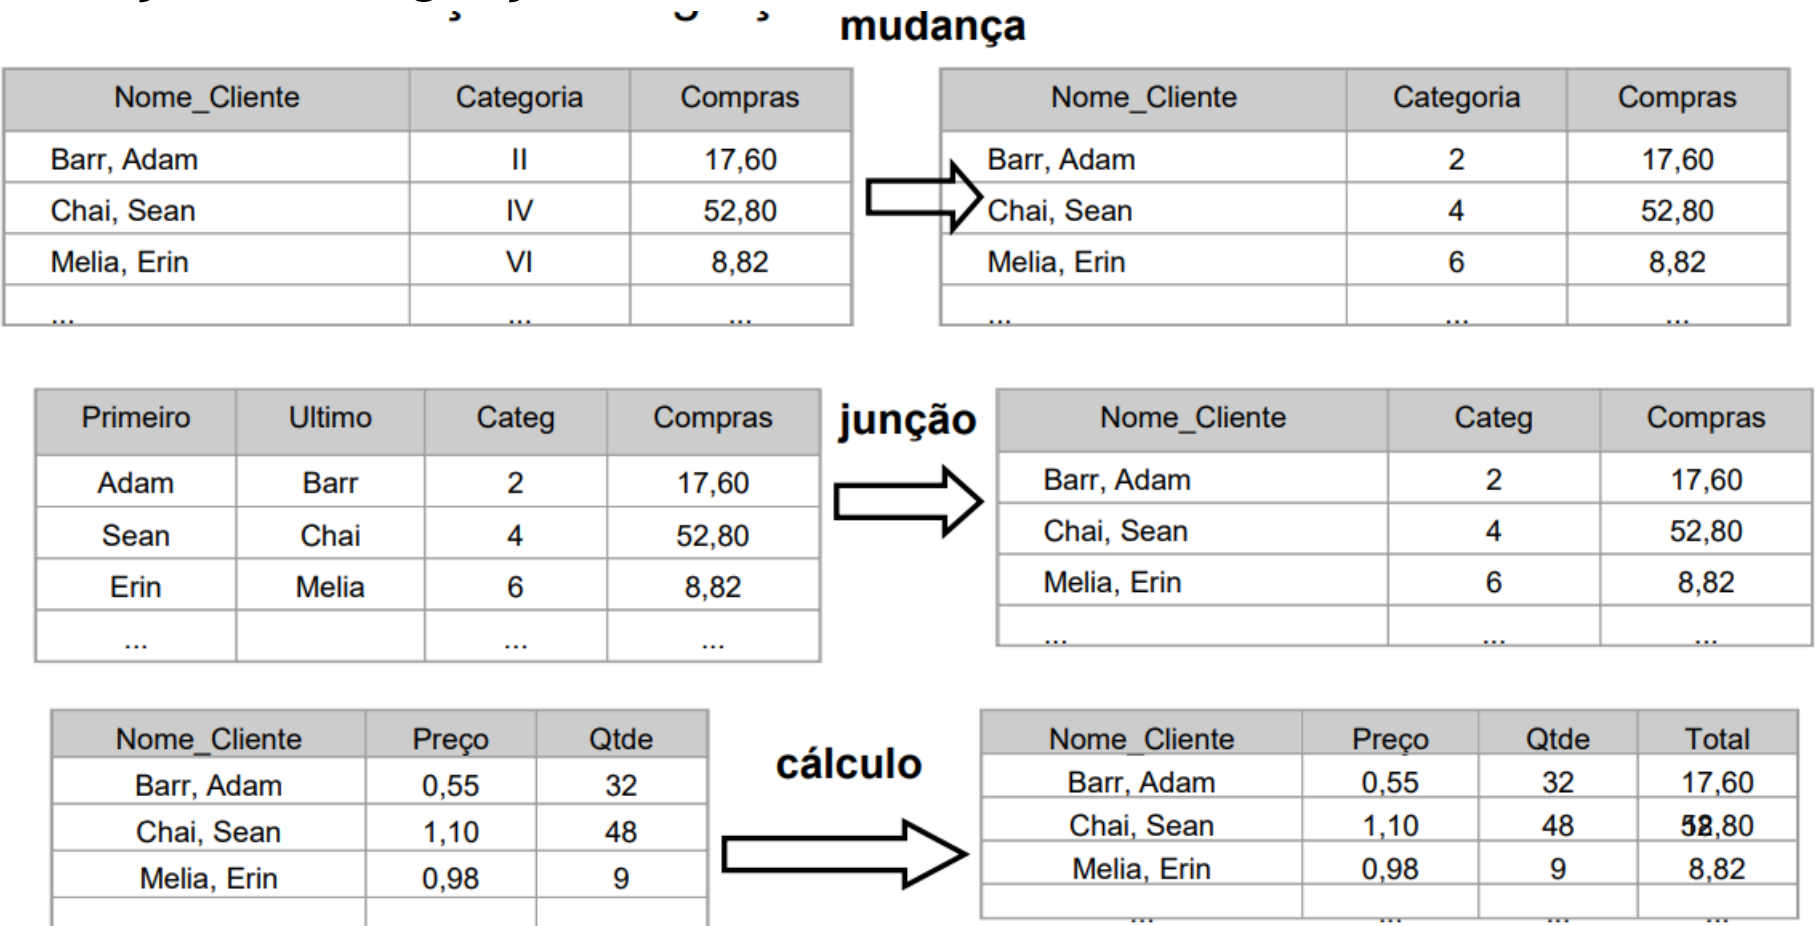 mudança
Nome_Cliente Categoria Compras
Barr, Adam II 17,60
Chai, Sean IV 52,80
Melia, Erin VI 8,82
... ... ...
Nome_Cliente Categoria Compras
Barr, Adam 2 17,60
Chai, Sean 4 52,80
Melia, Erin 6 8,82
... ... ...
Primeiro Ultimo Categ Compras
Adam Barr 2 17,60
Sean Chai 4 52,80
Erin Melia 6 8,82
... ... ...
junção
Nome_Cliente Categ Compras
Barr, Adam 2 17,60
Chai, Sean 4 52,80
Melia, Erin 6 8,82
... ... ...
Nome_Cliente Preço Qtde
Barr, Adam 0,55 32
Chai, Sean 1,10 48
Melia, Erin 0,98 9
cálculo
Nome_Cliente Preço Qtde Total
Barr, Adam 0,55 32 17,60
Chai, Sean 1,10 48
Melia, Erin 0,98 9 8,82
... ... ... ...